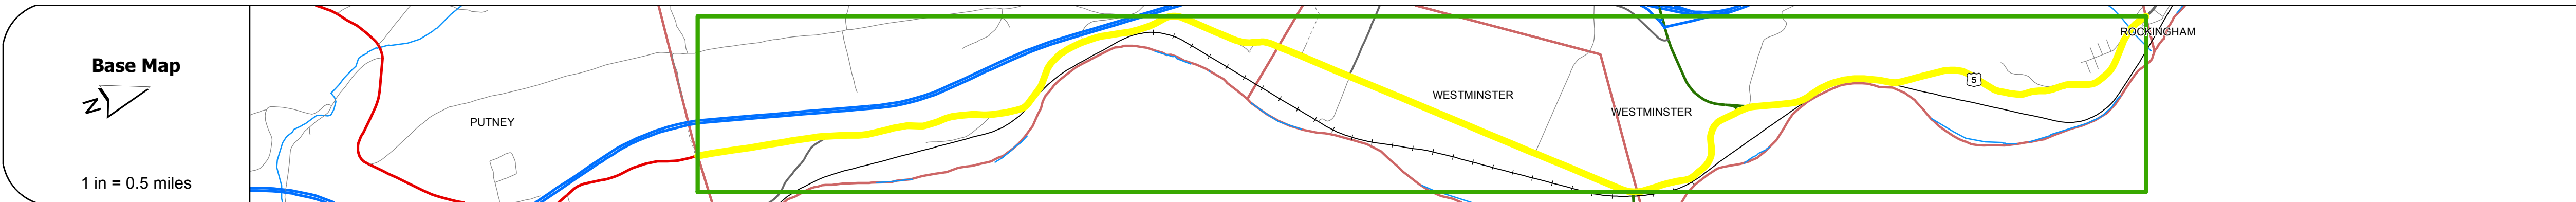 Base Map
N
1 in = 0.5 miles
PUTNEY
WESTMINSTER
WESTMINSTER
5
ROCKINGHAM